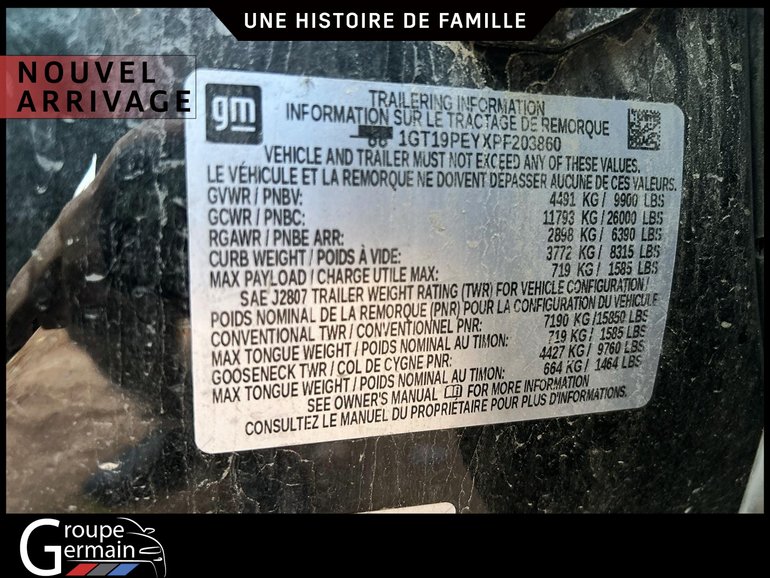 UNE HISTOIRE DE FAMILLE
NOUVEL
ARRIVAGE
gm
TRAILERING INFORMATION
INFORMATION SUR LE TRACTAGE DE REMORQUE
1GT19PEYXPF203860
VEHICLE AND TRAILER MUST NOT EXCEED ANY OF THESE VALUES.
LE VÉHICULE ET LA REMORQUE NE DOIVENT DÉPASSER AUCUNE DE CES VALEURS.
GVWR / PNBV: 4491 KG / 9900 LBS
GCWR / PNBC: 11793 KG / 26000 LBS
RGAWR / PNBE ARR: 2898 KG / 6390 LBS
CURB WEIGHT / POIDS À VIDE: 3772 KG / 8315 LBS
MAX PAYLOAD / CHARGE UTILE MAX: 719 KG / 1585 LBS
SAE J2807 TRAILER WEIGHT RATING (TWR) FOR VEHICLE CONFIGURATION /
POIDS NOMINAL DE LA REMORQUE (PNR) POUR LA CONFIGURATION DU VÉHICULE
CONVENTIONAL TWR / CONVENTIONNEL PNR: 7190 KG / 15850 LBS
MAX TONGUE WEIGHT / POIDS NOMINAL AU TIMON: 719 KG / 1585 LBS
GOOSENECK TWR / COL DE CYGNE PNR: 4427 KG / 9760 LBS
MAX TONGUE WEIGHT / POIDS NOMINAL AU TIMON: 664 KG / 1464 LBS
SEE OWNER'S MANUAL FOR MORE INFORMATION
CONSULTEZ LE MANUEL DU PROPRIÉTAIRE POUR PLUS D'INFORMATIONS.
Groupe
Germain